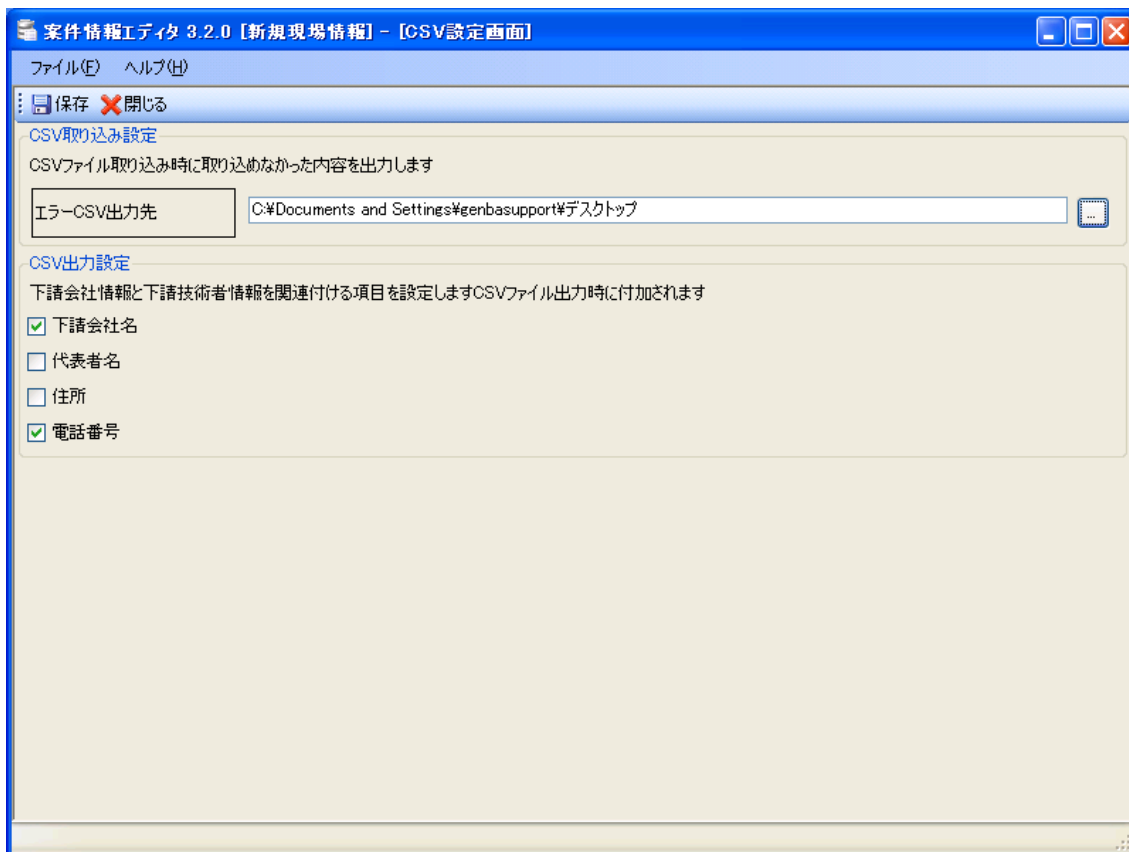 案件情報エディタ 3.2.0 [新規現場情報] - [CSV設定画面]
ファイル(F) ヘルプ(H)
保存 閉じる
CSV取り込み設定
CSVファイル取り込み時に取り込めなかった内容を出力します
エラーCSV出力先 C:¥Documents and Settings¥genbasupport¥デスクトップ ...
CSV出力設定
下請会社情報と下請技術者情報を関連付ける項目を設定しますCSVファイル出力時に付加されます
下請会社名
代表者名
住所
電話番号